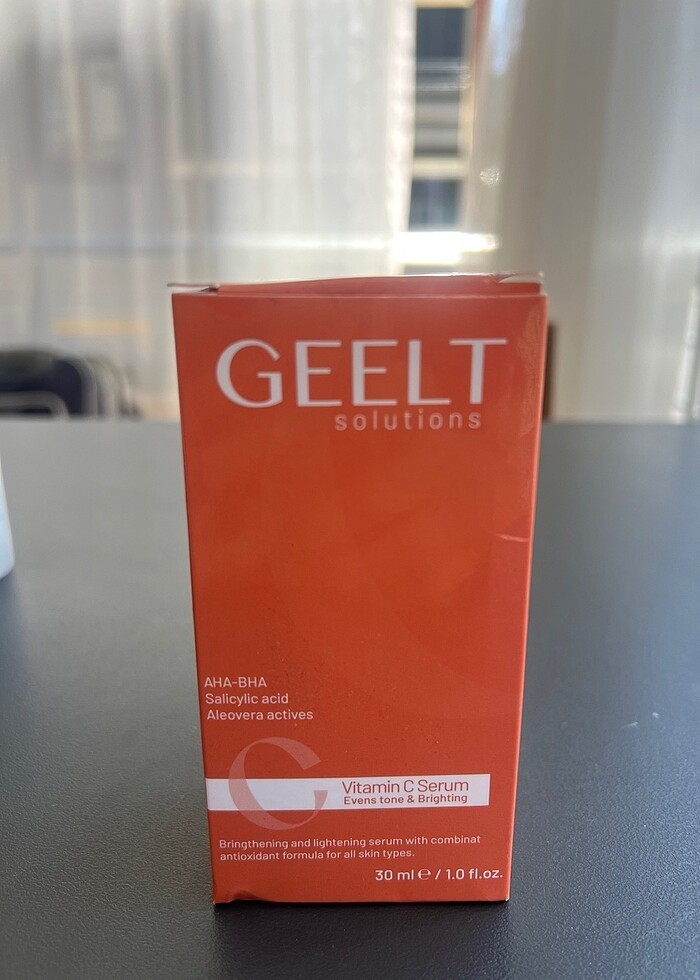 GEELT
solutions
AHA-BHA
Salicylic acid
Aleovera actives
C
Vitamin C Serum
Evens tone & Brighting
Bringthening and lightening serum with combinat
antioxidant formula for all skin types.
30 ml ℮ / 1.0 fl.oz.